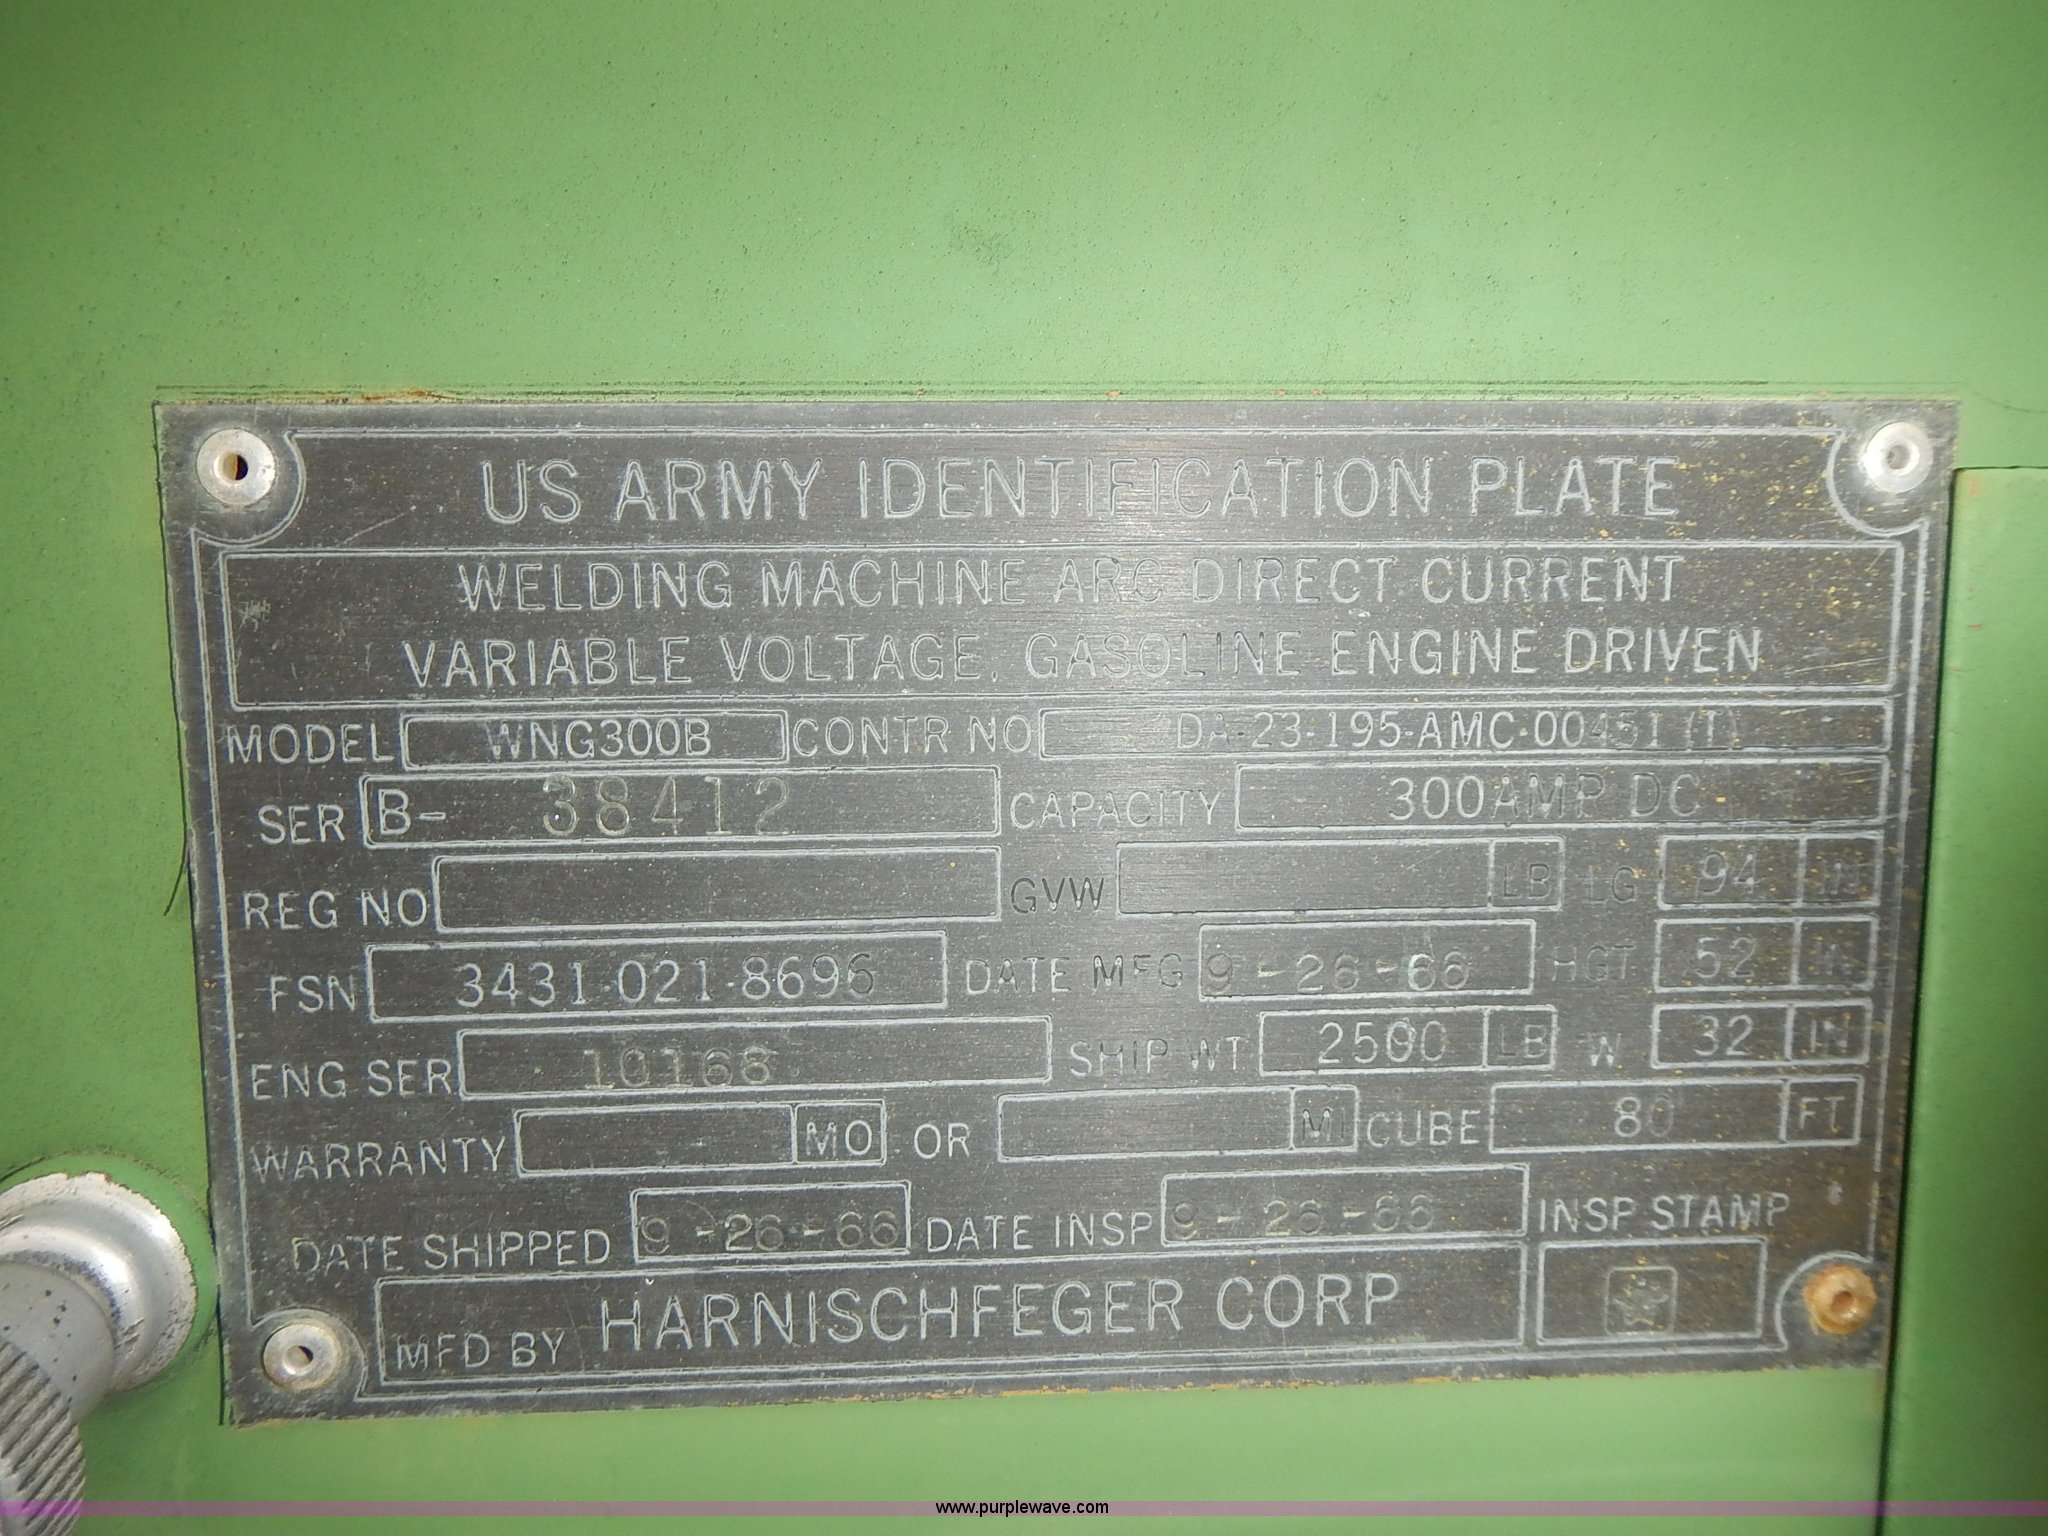 US ARMY IDENTIFICATION PLATE
WELDING MACHINE ARC DIRECT CURRENT
VARIABLE VOLTAGE, GASOLINE ENGINE DRIVEN
MODEL WNG300B CONTR NO DA-23-195-AMC-00451 (T)
SER B- 38412 CAPACITY 300AMP DC
REG NO GVW LB LG 94 IN
FSN 3431-021-8696 DATE MFG 9-26-66 HGT 52 IN
ENG SER 10168 SHIP WT 2500 LB W 32 IN
WARRANTY MO OR MI CUBE 80 FT
DATE SHIPPED 9-26-66 DATE INSP 9-26-66 INSP STAMP
MFD BY HARNISCHFEGER CORP
www.purplewave.com